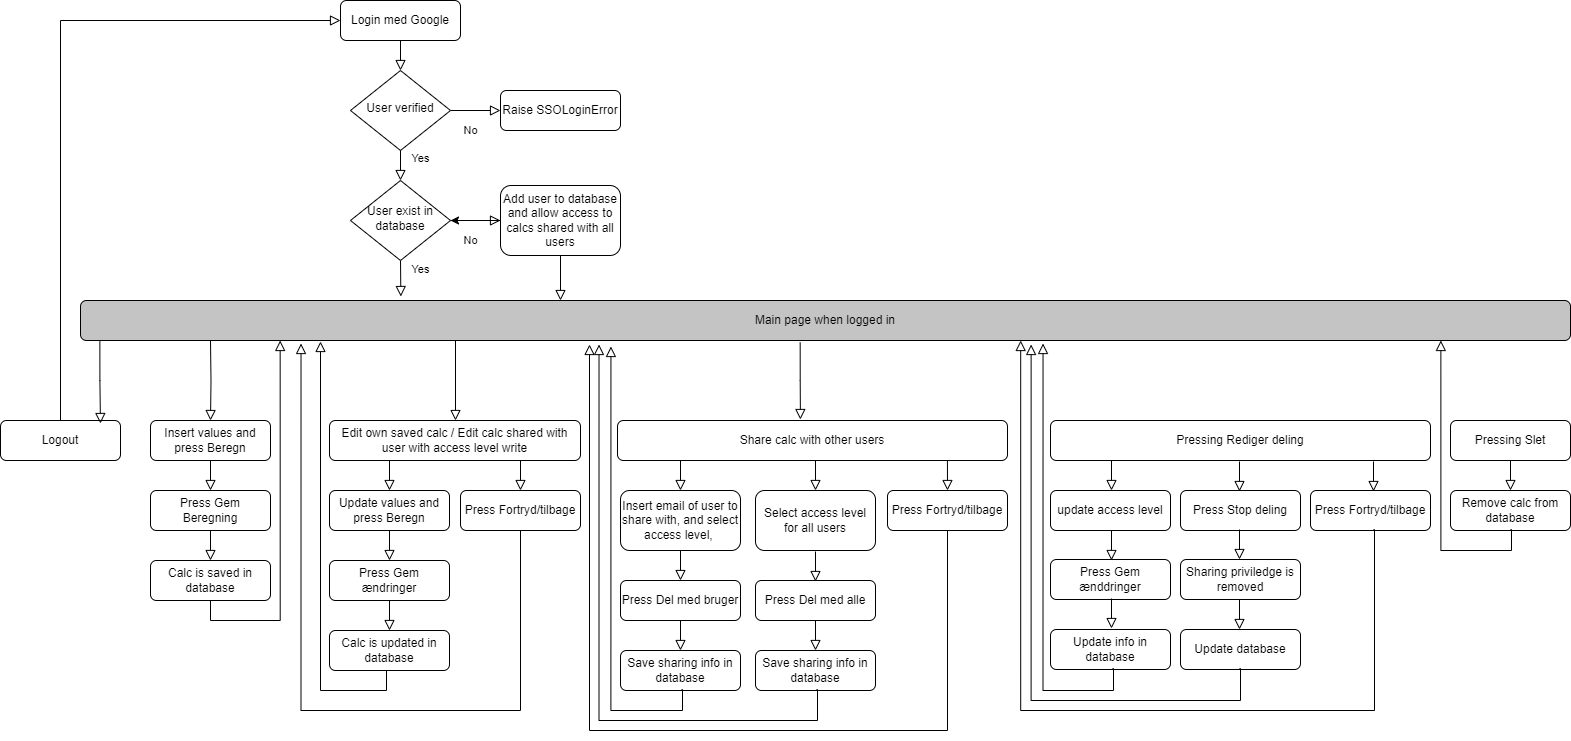 Login med Google
User verified
Raise SSOLoginError
No
Yes
User exist in
database
Add user to database
and allow access to
calcs shared with all
users
No
Yes
Main page when logged in
Logout
Insert values and
press Beregn
Press Gem
Beregning
Calc is saved in
database
Edit own saved calc / Edit calc shared with
user with access level write
Update values and
press Beregn
Press Fortryd/tilbage
Press Gem
ændringer
Calc is updated in
database
Share calc with other users
Insert email of user to
share with, and select
access level,
Select access level
for all users
Press Fortryd/tilbage
Press Del med bruger
Press Del med alle
Save sharing info in
database
Save sharing info in
database
Pressing Rediger deling
update access level
Press Stop deling
Press Fortryd/tilbage
Press Gem
ænddringer
Sharing priviledge is
removed
Update info in
database
Update database
Pressing Slet
Remove calc from
database